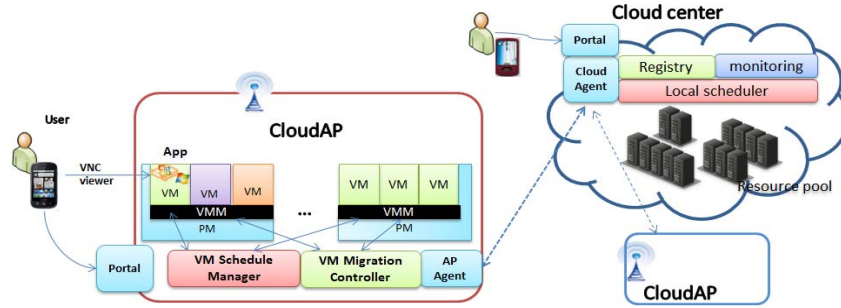 Cloud center
Portal
Cloud
Agent
Registry
monitoring
Local scheduler
Resource pool
CloudAP
User
VNC
viewer
CloudAP
App
VM
VM
VM
VMM
PM
...
VM
VM
VM
VMM
PM
Portal
VM Schedule
Manager
VM Migration
Controller
AP
Agent